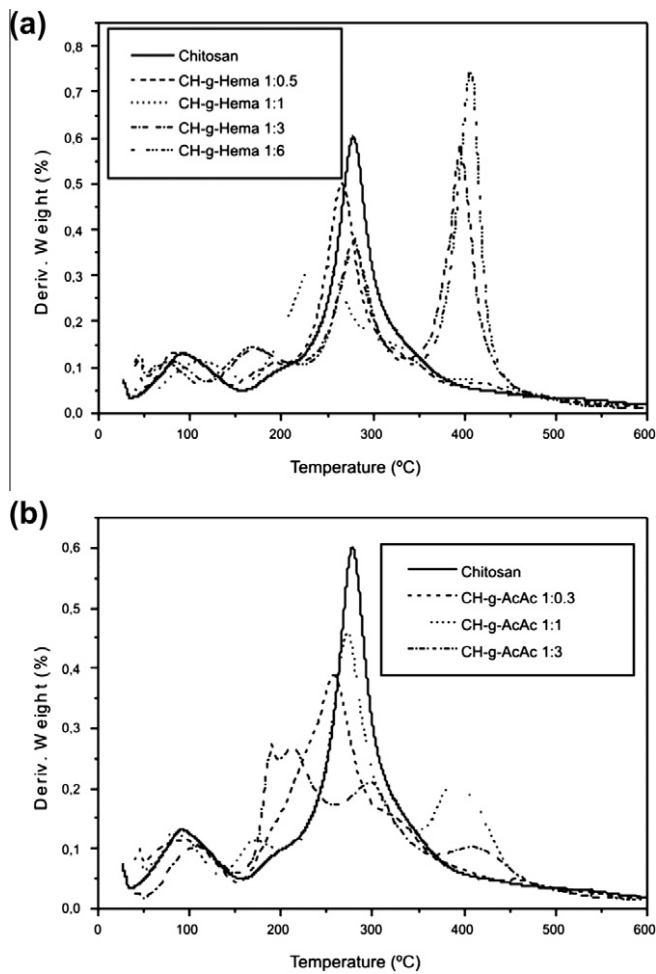 (a)
0,8
0,7
0,6
0,5
0,4
0,3
0,2
0,1
0,0
Deriv. Weight (%)
Chitosan
CH-g-Hema 1:0.5
CH-g-Hema 1:1
CH-g-Hema 1:3
CH-g-Hema 1:6
0 100 200 300 400 500 600
Temperature (ºC)
(b)
0,6
0,5
0,4
0,3
0,2
0,1
0,0
Deriv. Weight (%)
Chitosan
CH-g-AcAc 1:0.3
CH-g-AcAc 1:1
CH-g-AcAc 1:3
0 100 200 300 400 500 600
Temperature (ºC)